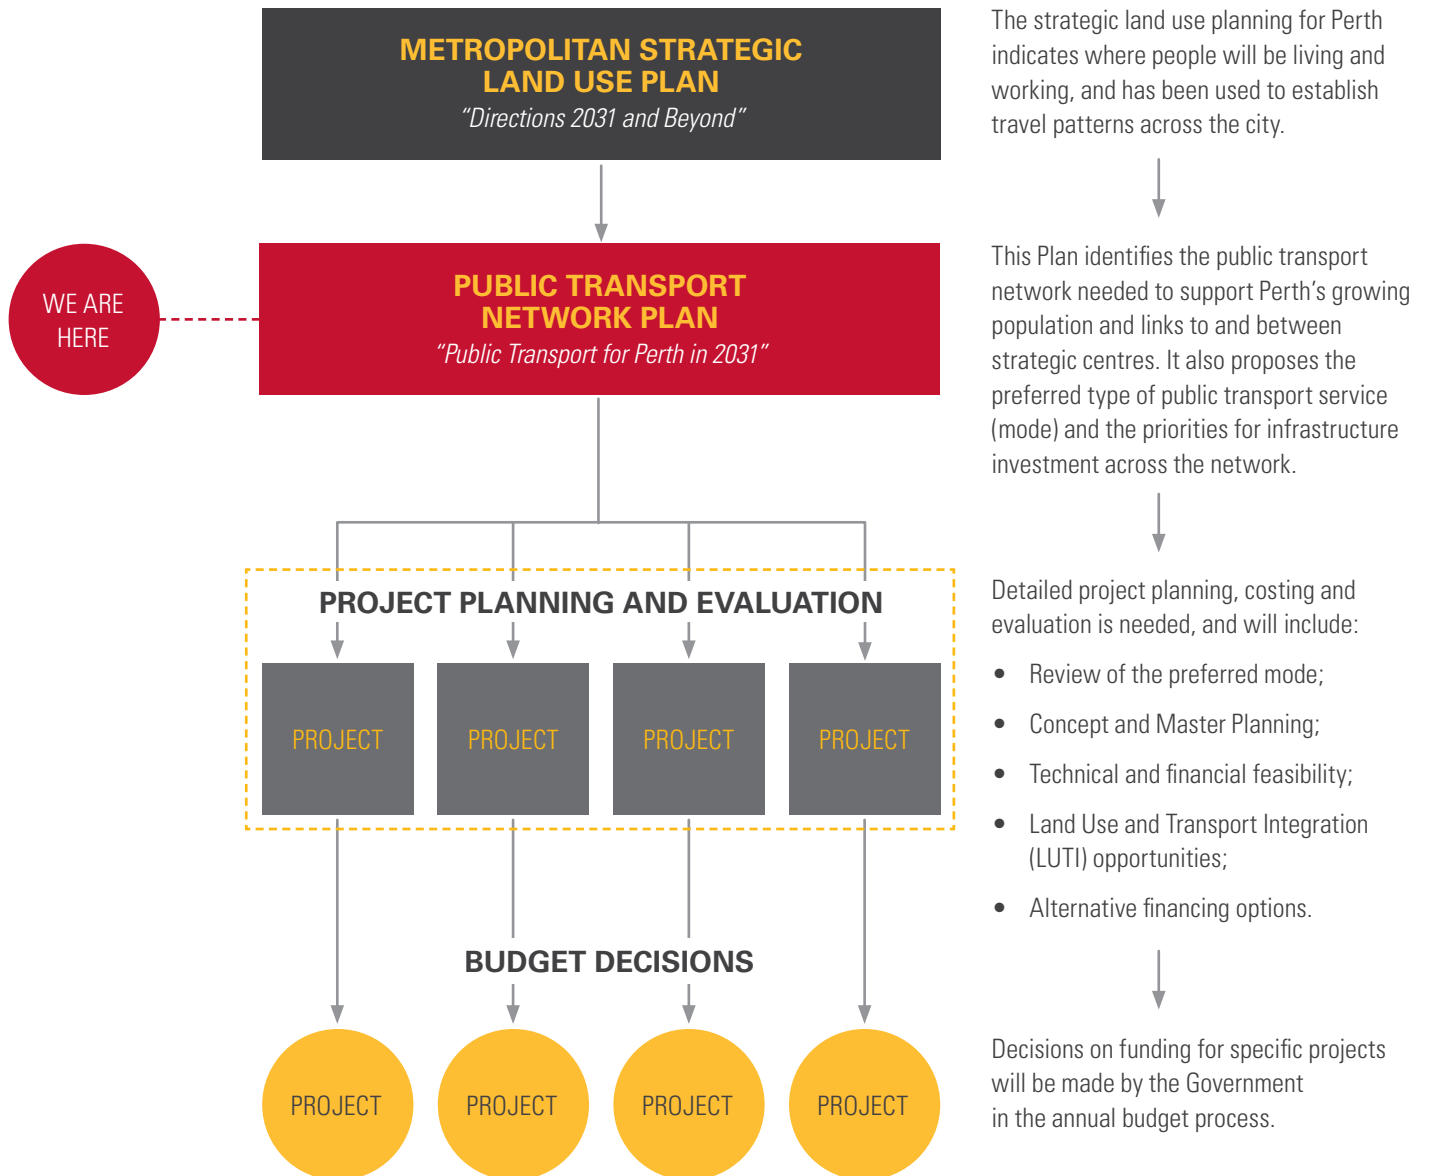 METROPOLITAN STRATEGIC
LAND USE PLAN
“Directions 2031 and Beyond”
The strategic land use planning for Perth
indicates where people will be living and
working, and has been used to establish
travel patterns across the city.
WE ARE
HERE
PUBLIC TRANSPORT
NETWORK PLAN
“Public Transport for Perth in 2031”
This Plan identifies the public transport
network needed to support Perth’s growing
population and links to and between
strategic centres. It also proposes the
preferred type of public transport service
(mode) and the priorities for infrastructure
investment across the network.
PROJECT PLANNING AND EVALUATION
PROJECT
PROJECT
PROJECT
PROJECT
Detailed project planning, costing and
evaluation is needed, and will include:
• Review of the preferred mode;
• Concept and Master Planning;
• Technical and financial feasibility;
• Land Use and Transport Integration
(LUTI) opportunities;
• Alternative financing options.
BUDGET DECISIONS
PROJECT
PROJECT
PROJECT
PROJECT
Decisions on funding for specific projects
will be made by the Government
in the annual budget process.